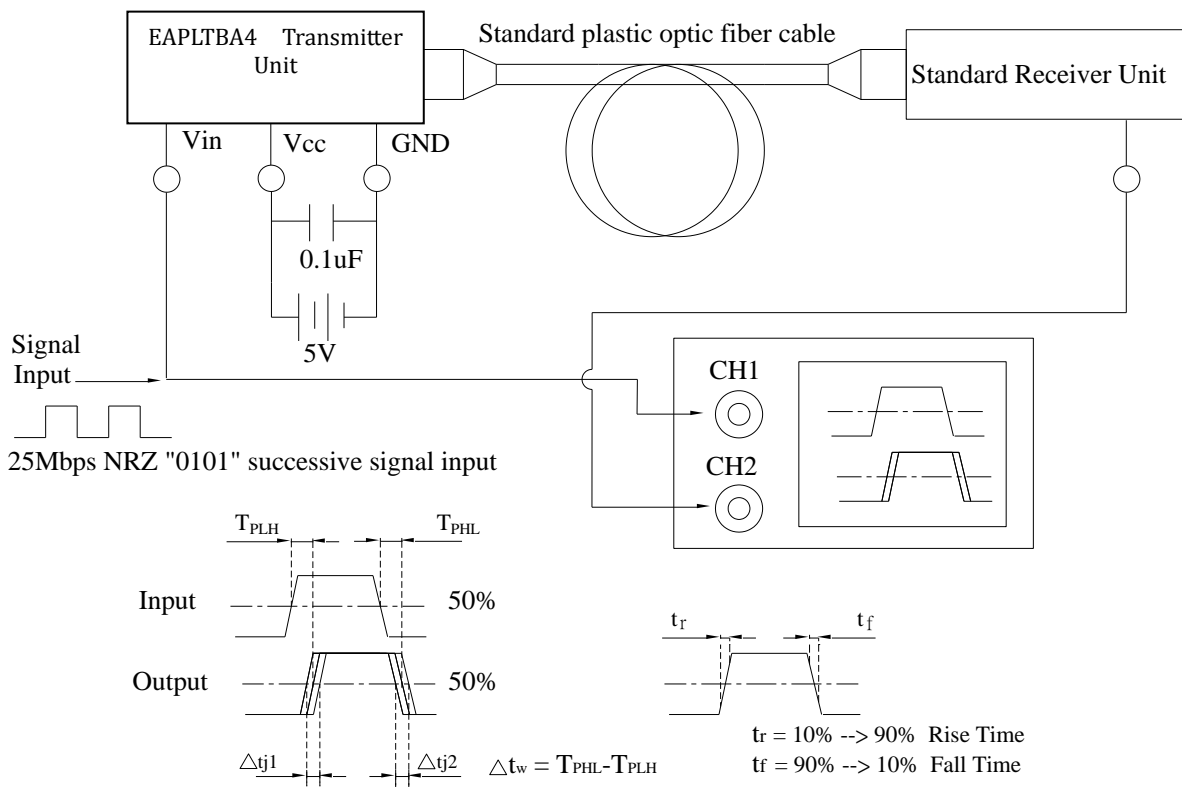 EAPLTBA4 Transmitter
Unit
Standard plastic optic fiber cable
Standard Receiver Unit
Vin
Vcc
GND
0.1uF
5V
Signal
Input
25Mbps NRZ "0101" successive signal input
CH1
CH2
TPLH
TPHL
Input
50%
Output
50%
△tj1
△tj2
△tw = TPHL-TPLH
tr
tf
tr = 10% --> 90% Rise Time
tf = 90% --> 10% Fall Time